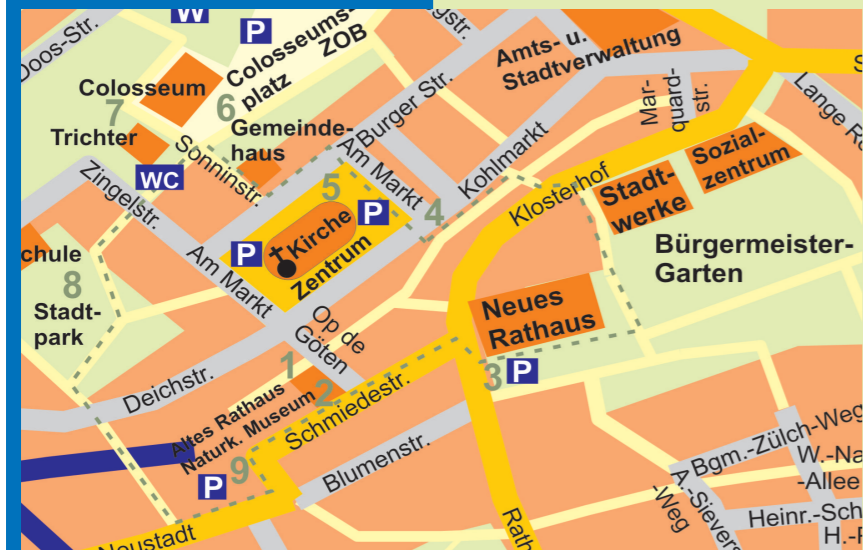 W
P
Doos-Str.
Colosseums-
platz ZOB
Colosseum
7
6
Trichter
Sonninstr.
Gemeinde-
haus
WC
Burger Str.
Amts- u.
Stadtverwaltung
Mar-
quard-
str.
Am Markt
Kohlmarkt
Zingelstr.
5
P
4
P
Kirche
Zentrum
Am Markt
Klosterhof
Stadt-
werke
Sozial-
zentrum
Bürgermeister-
Garten
chule
8
Stadt-
park
Op de
Göten
Neues
Rathaus
3
P
1
2
Deichstr.
Altes Rathaus
Naturk. Museum
Schmiedestr.
9
P
Blumenstr.
Neustadt
Bgm.-Zülch-Weg
A.-Sievers
-Weg
W.-Na
-Allee
Heinr.-Sch
H.-
Rath
Lange